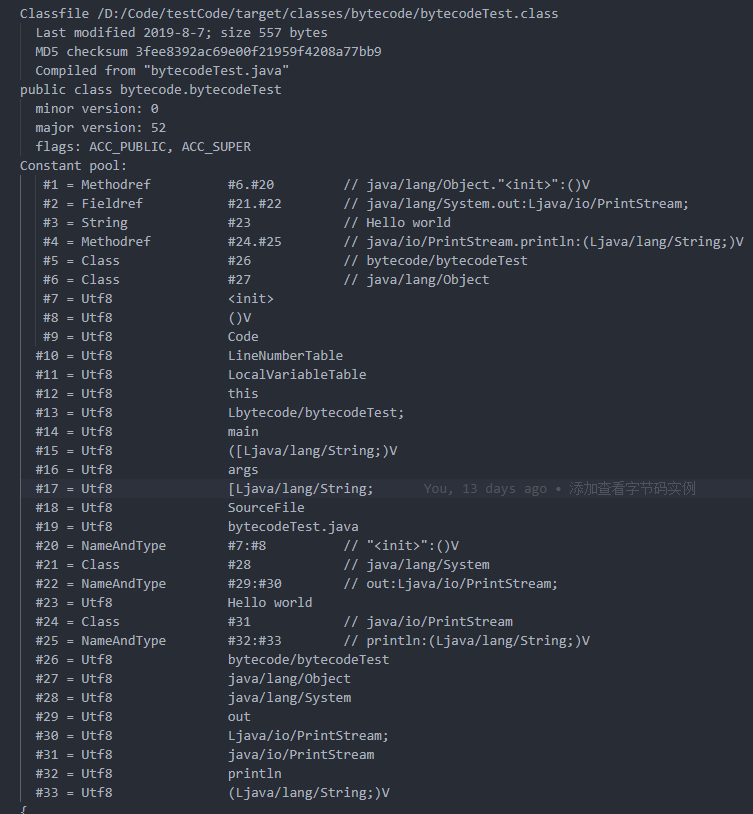 Classfile /D:/Code/testCode/target/classes/bytecode/bytecodeTest.class
Last modified 2019-8-7; size 557 bytes
MD5 checksum 3fee8392ac69e00f21959f4208a77bb9
Compiled from "bytecodeTest.java"
public class bytecode.bytecodeTest
minor version: 0
major version: 52
flags: ACC_PUBLIC, ACC_SUPER
Constant pool:
#1 = Methodref #6.#20 // java/lang/Object."<init>":()V
#2 = Fieldref #21.#22 // java/lang/System.out:Ljava/io/PrintStream;
#3 = String #23 // Hello world
#4 = Methodref #24.#25 // java/io/PrintStream.println:(Ljava/lang/String;)V
#5 = Class #26 // bytecode/bytecodeTest
#6 = Class #27 // java/lang/Object
#7 = Utf8 <init>
#8 = Utf8 ()V
#9 = Utf8 Code
#10 = Utf8 LineNumberTable
#11 = Utf8 LocalVariableTable
#12 = Utf8 this
#13 = Utf8 Lbytecode/bytecodeTest;
#14 = Utf8 main
#15 = Utf8 ([Ljava/lang/String;)V
#16 = Utf8 args
#17 = Utf8 [Ljava/lang/String; You, 13 days ago • 添加查看字节码实例
#18 = Utf8 SourceFile
#19 = Utf8 bytecodeTest.java
#20 = NameAndType #7:#8 // "<init>":()V
#21 = Class #28 // java/lang/System
#22 = NameAndType #29:#30 // out:Ljava/io/PrintStream;
#23 = Utf8 Hello world
#24 = Class #31 // java/io/PrintStream
#25 = NameAndType #32:#33 // println:(Ljava/lang/String;)V
#26 = Utf8 bytecode/bytecodeTest
#27 = Utf8 java/lang/Object
#28 = Utf8 java/lang/System
#29 = Utf8 out
#30 = Utf8 Ljava/io/PrintStream;
#31 = Utf8 java/io/PrintStream
#32 = Utf8 println
#33 = Utf8 (Ljava/lang/String;)V
{